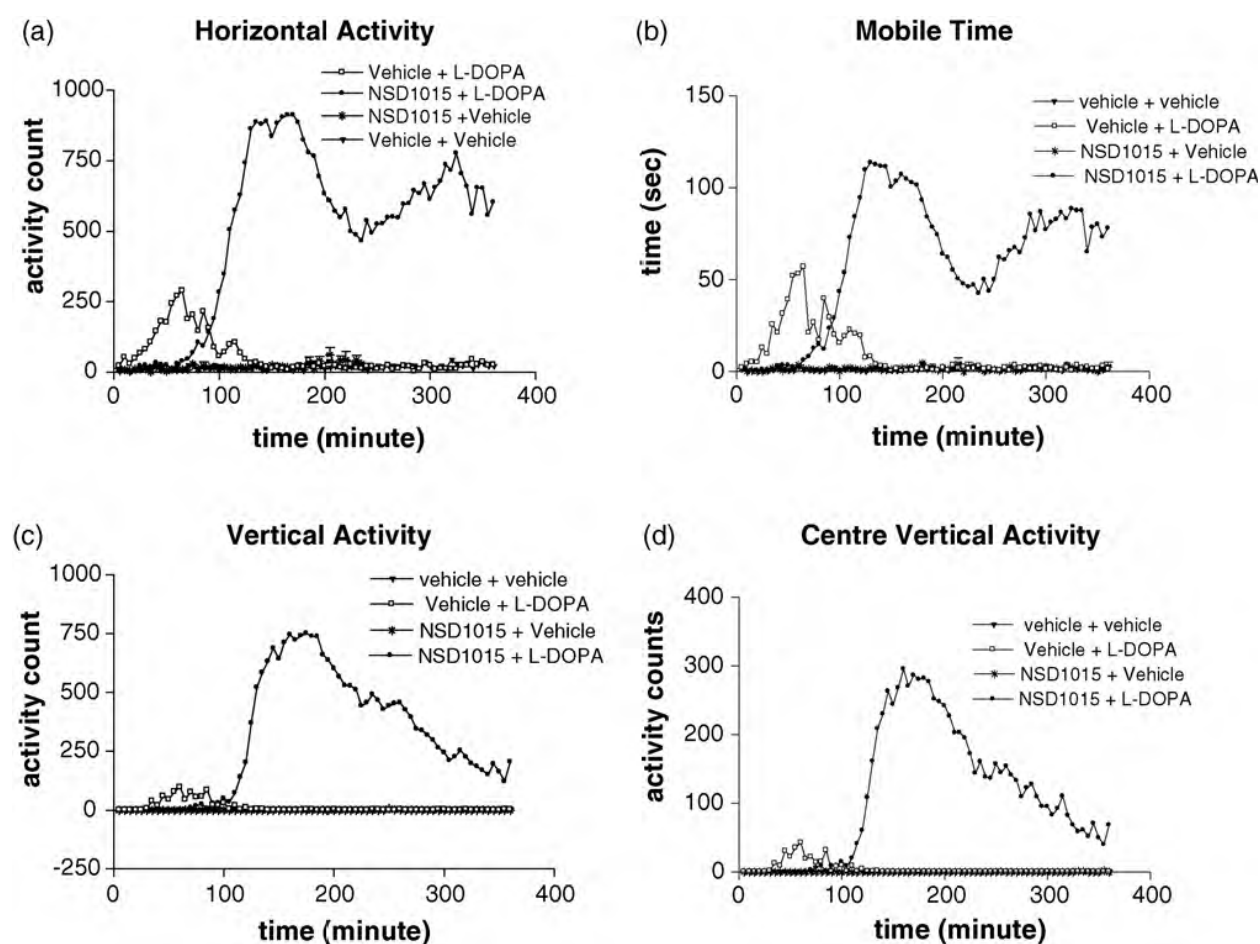 (a) Horizontal Activity
Vehicle + L-DOPA
NSD1015 + L-DOPA
NSD1015 +Vehicle
Vehicle + Vehicle
activity count
1000
750
500
250
0
0 100 200 300 400
time (minute)
(b) Mobile Time
vehicle + vehicle
Vehicle + L-DOPA
NSD1015 + Vehicle
NSD1015 + L-DOPA
time (sec)
150
100
50
0
0 100 200 300 400
time (minute)
(c) Vertical Activity
vehicle + vehicle
Vehicle + L-DOPA
NSD1015 + Vehicle
NSD1015 + L-DOPA
activity count
1000
750
500
250
0
-250
0 100 200 300 400
time (minute)
(d) Centre Vertical Activity
vehicle + vehicle
Vehicle + L-DOPA
NSD1015 + Vehicle
NSD1015 + L-DOPA
activity counts
400
300
200
100
0
0 100 200 300 400
time (minute)